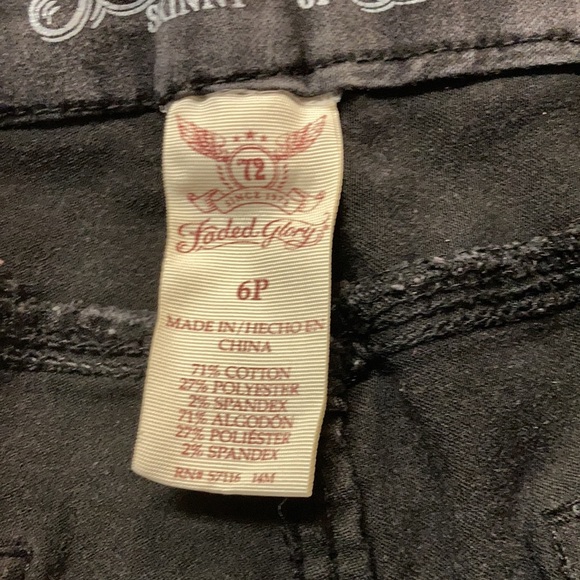 SKINNY
72
SINCE 1972
Faded Glory
6P
MADE IN/HECHO EN
CHINA
71% COTTON
27% POLYESTER
2% SPANDEX
71% ALGODÓN
27% POLIÉSTER
2% SPANDEX
RN# 57116 14M